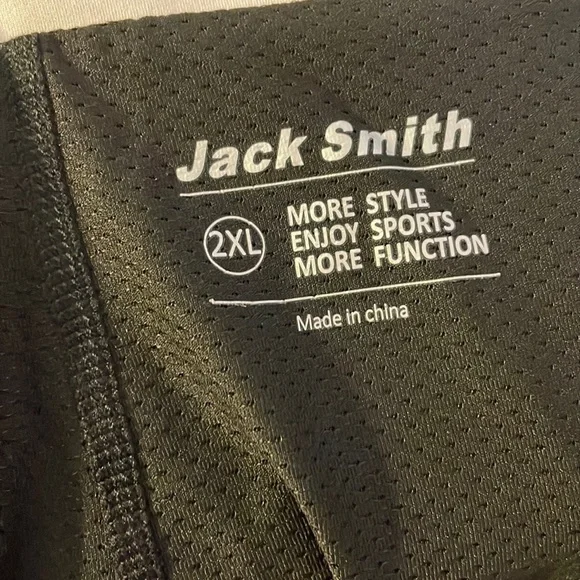 Jack Smith
2XL
MORE STYLE
ENJOY SPORTS
MORE FUNCTION
Made in china